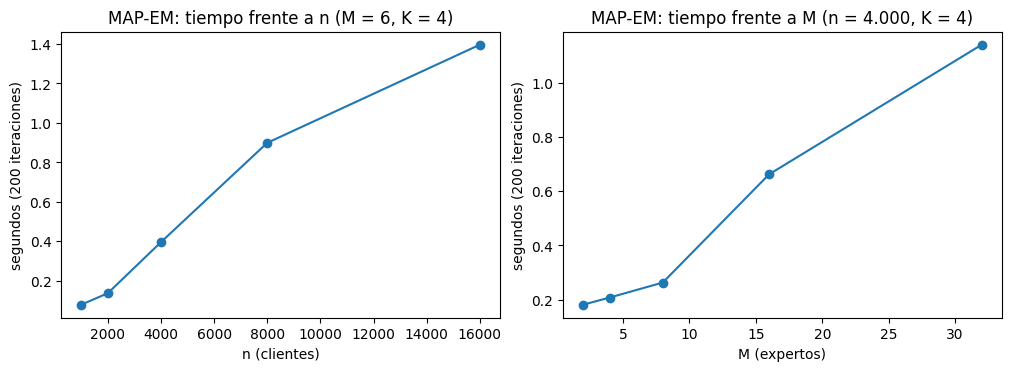 MAP-EM: tiempo frente a n (M = 6, K = 4)
segundos (200 iteraciones)
1.4
1.2
1.0
0.8
0.6
0.4
0.2
2000 4000 6000 8000 10000 12000 14000 16000
n (clientes)
MAP-EM: tiempo frente a M (n = 4.000, K = 4)
segundos (200 iteraciones)
1.0
0.8
0.6
0.4
0.2
5 10 15 20 25 30
M (expertos)